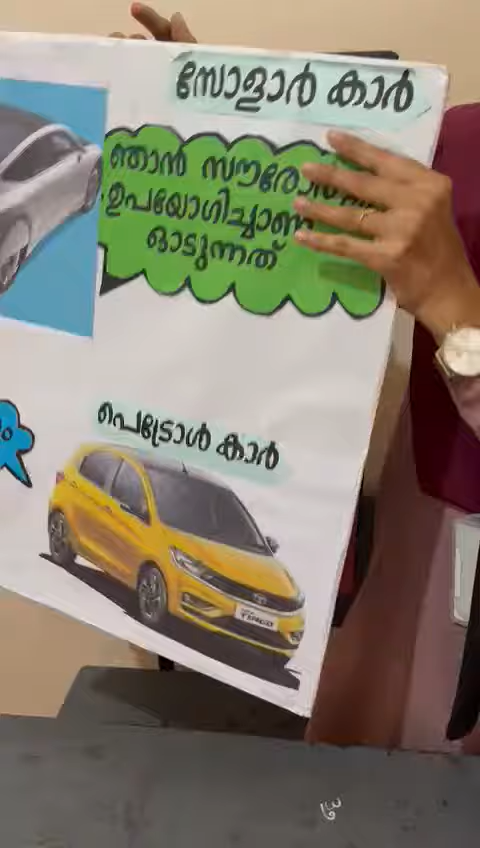 സോളാർ കാർ
ഞാൻ
ഉപയോഗിച്ചാണ്
ഓടുന്നത്
പെട്രോൾ കാർ